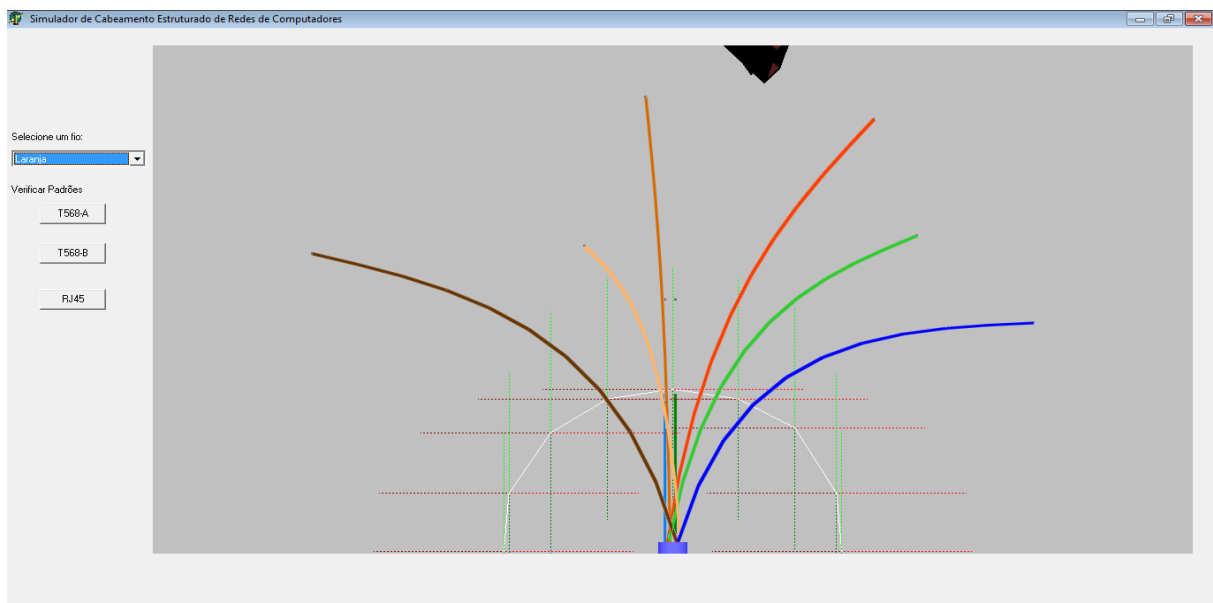 Simulador de Cabeamento Estruturado de Redes de Computadores
Selecione um fio:
Laranja
Verificar Padrões
T568-A
T568-B
RJ45